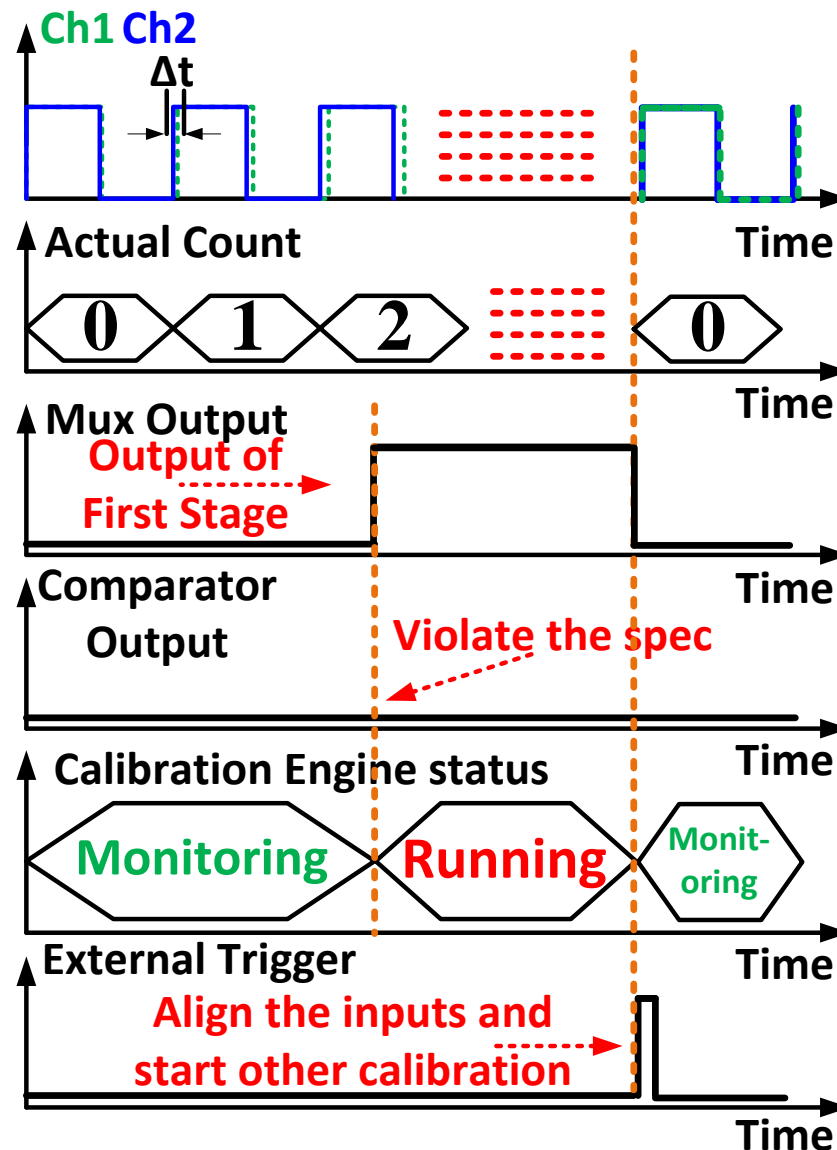 Ch1 Ch2
Δt
Time
Actual Count
0 1 2 0
Time
Mux Output
Output of
First Stage
Time
Comparator
Output
Violate the spec
Time
Calibration Engine status
Monitoring
Running
Monit-
oring
Time
External Trigger
Align the inputs and
start other calibration
Time